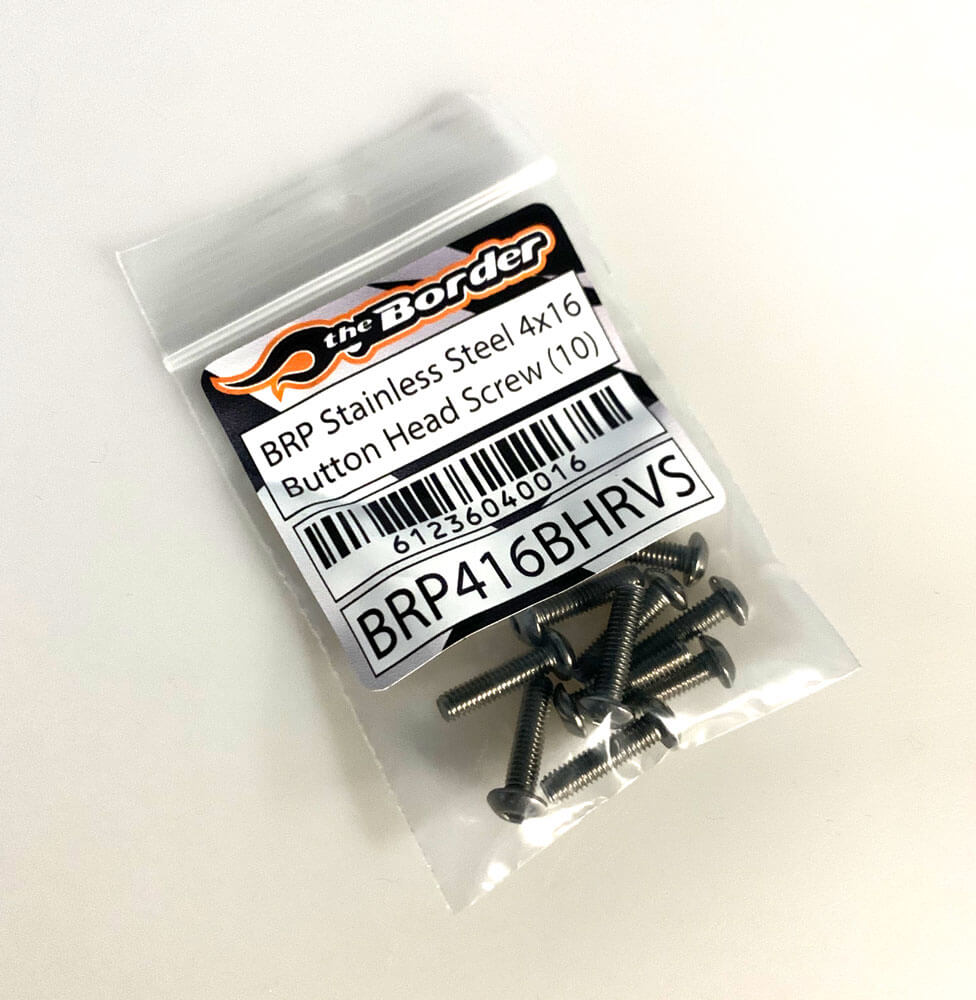 the Border
BRP Stainless Steel 4x16
Button Head Screw (10)
61236040016
BRP416BHRVS